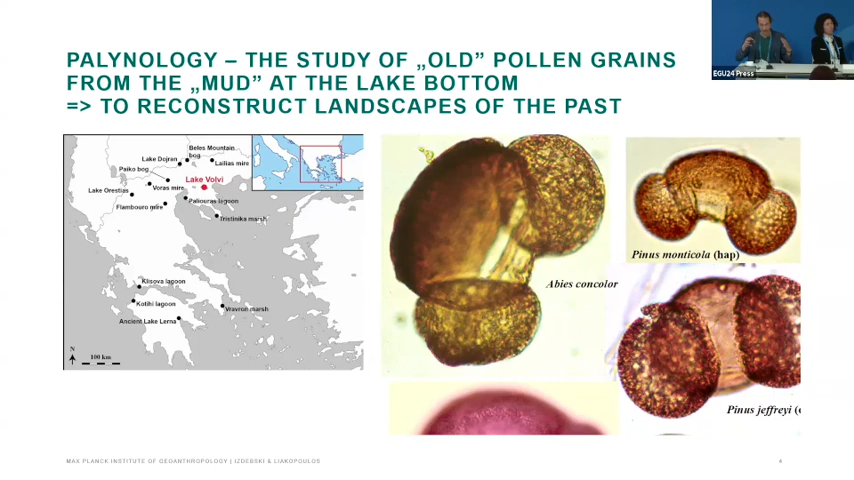 PALYNOLOGY – THE STUDY OF „OLD” POLLEN GRAINS
FROM THE „MUD” AT THE LAKE BOTTOM
=> TO RECONSTRUCT LANDSCAPES OF THE PAST
EGU24 Press
Beles Mountain
bog
Lake Dojran
Lailias mire
Paiko bog
Lake Volvi
Lake Orestias
Voras mire
Flambouro mire
Paliouras lagoon
Tristinika marsh
Klisova lagoon
Kotihi lagoon
Vravron marsh
Ancient Lake Lerna
N
100 km
Abies concolor
Pinus monticola (hap)
Pinus jeffreyi (
MAX PLANCK INSTITUTE OF GEOANTHROPOLOGY | IZDEBSKI & LIAKOPOULOS
4